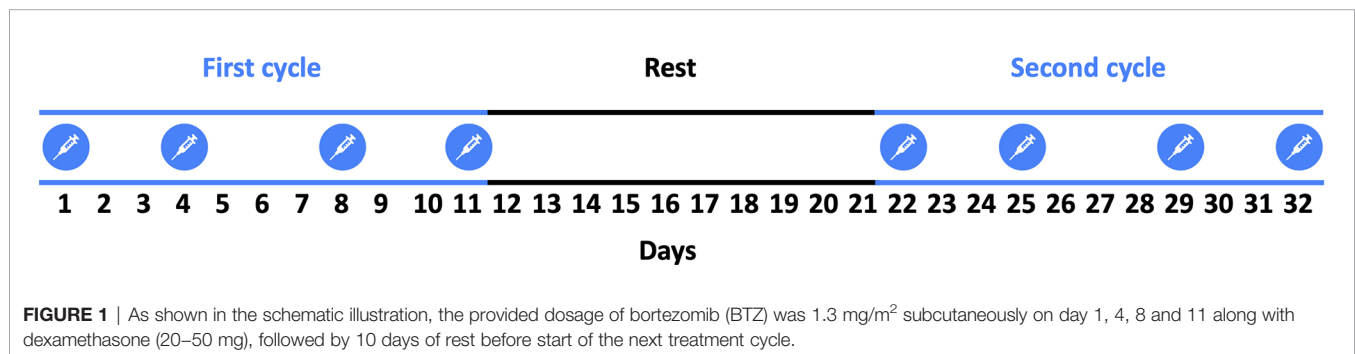 First cycle Rest Second cycle
1 2 3 4 5 6 7 8 9 10 11 12 13 14 15 16 17 18 19 20 21 22 23 24 25 26 27 28 29 30 31 32
Days
FIGURE 1 | As shown in the schematic illustration, the provided dosage of bortezomib (BTZ) was 1.3 mg/m² subcutaneously on day 1, 4, 8 and 11 along with
dexamethasone (20–50 mg), followed by 10 days of rest before start of the next treatment cycle.